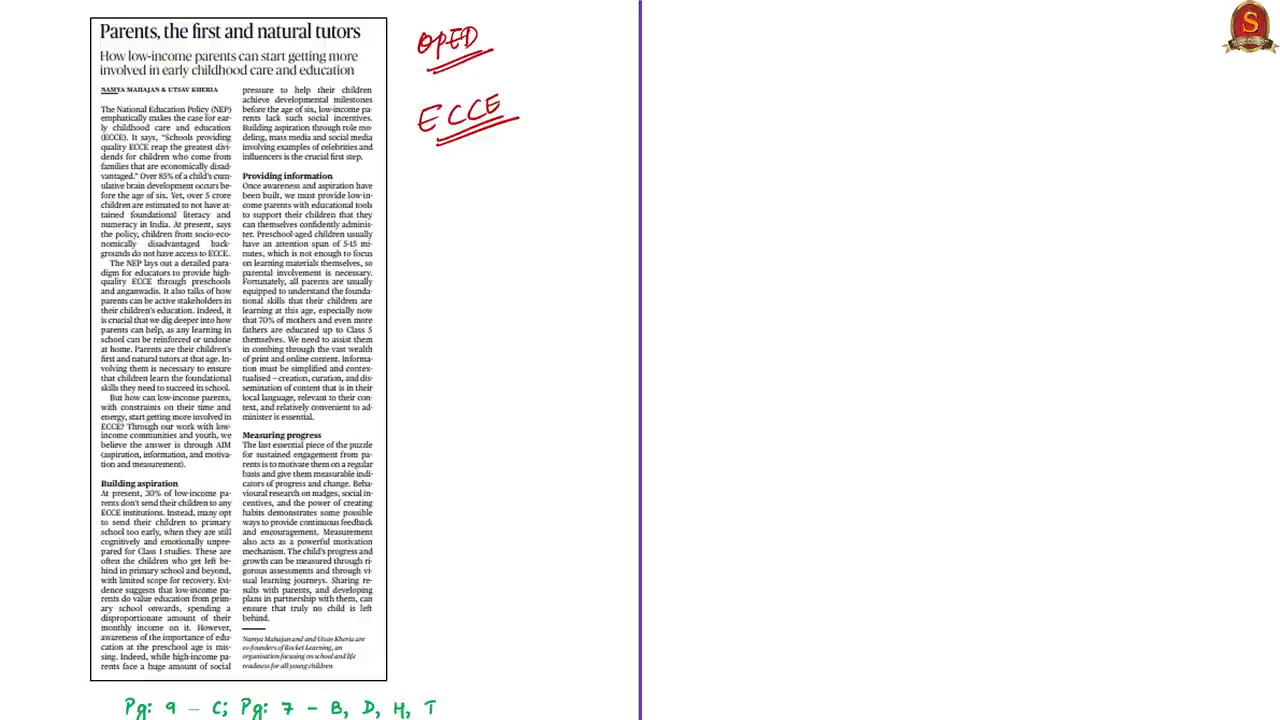 Parents, the first and natural tutors
How low-income parents can start getting more
involved in early childhood care and education
NAMYA MAHAJAN & UTSAV KHERIA
The National Education Policy (NEP)
emphatically makes the case for ear-
ly childhood care and education
(ECCE). It says, "Schools providing
quality ECCE reap the greatest divi-
dends for children who come from
families that are economically disad-
vantaged." Over 85% of a child's cum-
ulative brain development occurs be-
fore the age of six. Yet, over 5 crore
children are estimated to not have at-
tained foundational literacy and
numeracy in India. At present, says
the policy, children from socio-eco-
nomically disadvantaged back-
grounds do not have access to ECCE.
The NEP lays out a detailed para-
digm for educators to provide high-
quality ECCE through preschools
and anganwadis. It also talks of how
parents can be active stakeholders in
their children's education. Indeed, it
is crucial that we dig deeper into how
parents can help, as any learning in
school can be reinforced or undone
at home. Parents are their children's
first and natural tutors at that age. In-
volving them is necessary to ensure
that children learn the foundational
skills they need to succeed in school.
But how can low-income parents,
with constraints on their time and
energy, start getting more involved in
ECCE? Through our work with low-
income communities and youth, we
believe the answer is through AIM
(aspiration, information, and motiva-
tion and measurement).
Building aspiration
At present, 30% of low-income pa-
rents don't send their children to any
ECCE institutions. Instead, many opt
to send their children to primary
school too early, when they are still
cognitively and emotionally unpre-
pared for Class 1 studies. These are
often the children who get left be-
hind in primary school and beyond,
with limited scope for recovery. Evi-
dence suggests that low-income pa-
rents do value education from prim-
ary school onwards, spending a
disproportionate amount of their
monthly income on it. However,
awareness of the importance of edu-
cation at the preschool age is mis-
sing. Indeed, while high-income pa-
rents face a huge amount of social
pressure to help their children
achieve developmental milestones
before the age of six, low-income pa-
rents lack such social incentives.
Building aspiration through role mo-
deling, mass media and social media
involving examples of celebrities and
influencers is the crucial first step.
Providing information
Once awareness and aspiration have
been built, we must provide low-in-
come parents with educational tools
to support their children that they
can themselves confidently adminis-
ter. Preschool-aged children usually
have an attention span of 5-15 mi-
nutes, which is not enough to focus
on learning materials themselves, so
parental involvement is necessary.
Fortunately, all parents are usually
equipped to understand the founda-
tional skills that their children are
learning at this age, especially now
that 70% of mothers and even more
fathers are educated up to Class 5
themselves. We need to assist them
in combing through the vast wealth
of print and online content. Informa-
tion must be simplified and contex-
tualised – creation, curation, and dis-
semination of content that is in their
local language, relevant to their con-
text, and relatively convenient to ad-
minister is essential.
Measuring progress
The last essential piece of the puzzle
for sustained engagement from pa-
rents is to motivate them on a regular
basis and give them measurable indi-
cators of progress and change. Beha-
vioural research on nudges, social in-
centives, and the power of creating
habits demonstrates some possible
ways to provide continuous feedback
and encouragement. Measurement
also acts as a powerful motivation
mechanism. The child's progress and
growth can be measured through ri-
gorous assessments and through vi-
sual learning journeys. Sharing re-
sults with parents, and developing
plans in partnership with them, can
ensure that truly no child is left
behind.
Namya Mahajan and and Utsav Kheria are
co-founders of Rocket Learning, an
organisation focusing on school and life
readiness for all young children
OPED
ECCE
S
Pg: 9 – C; Pg: 7 – B, D, H, T